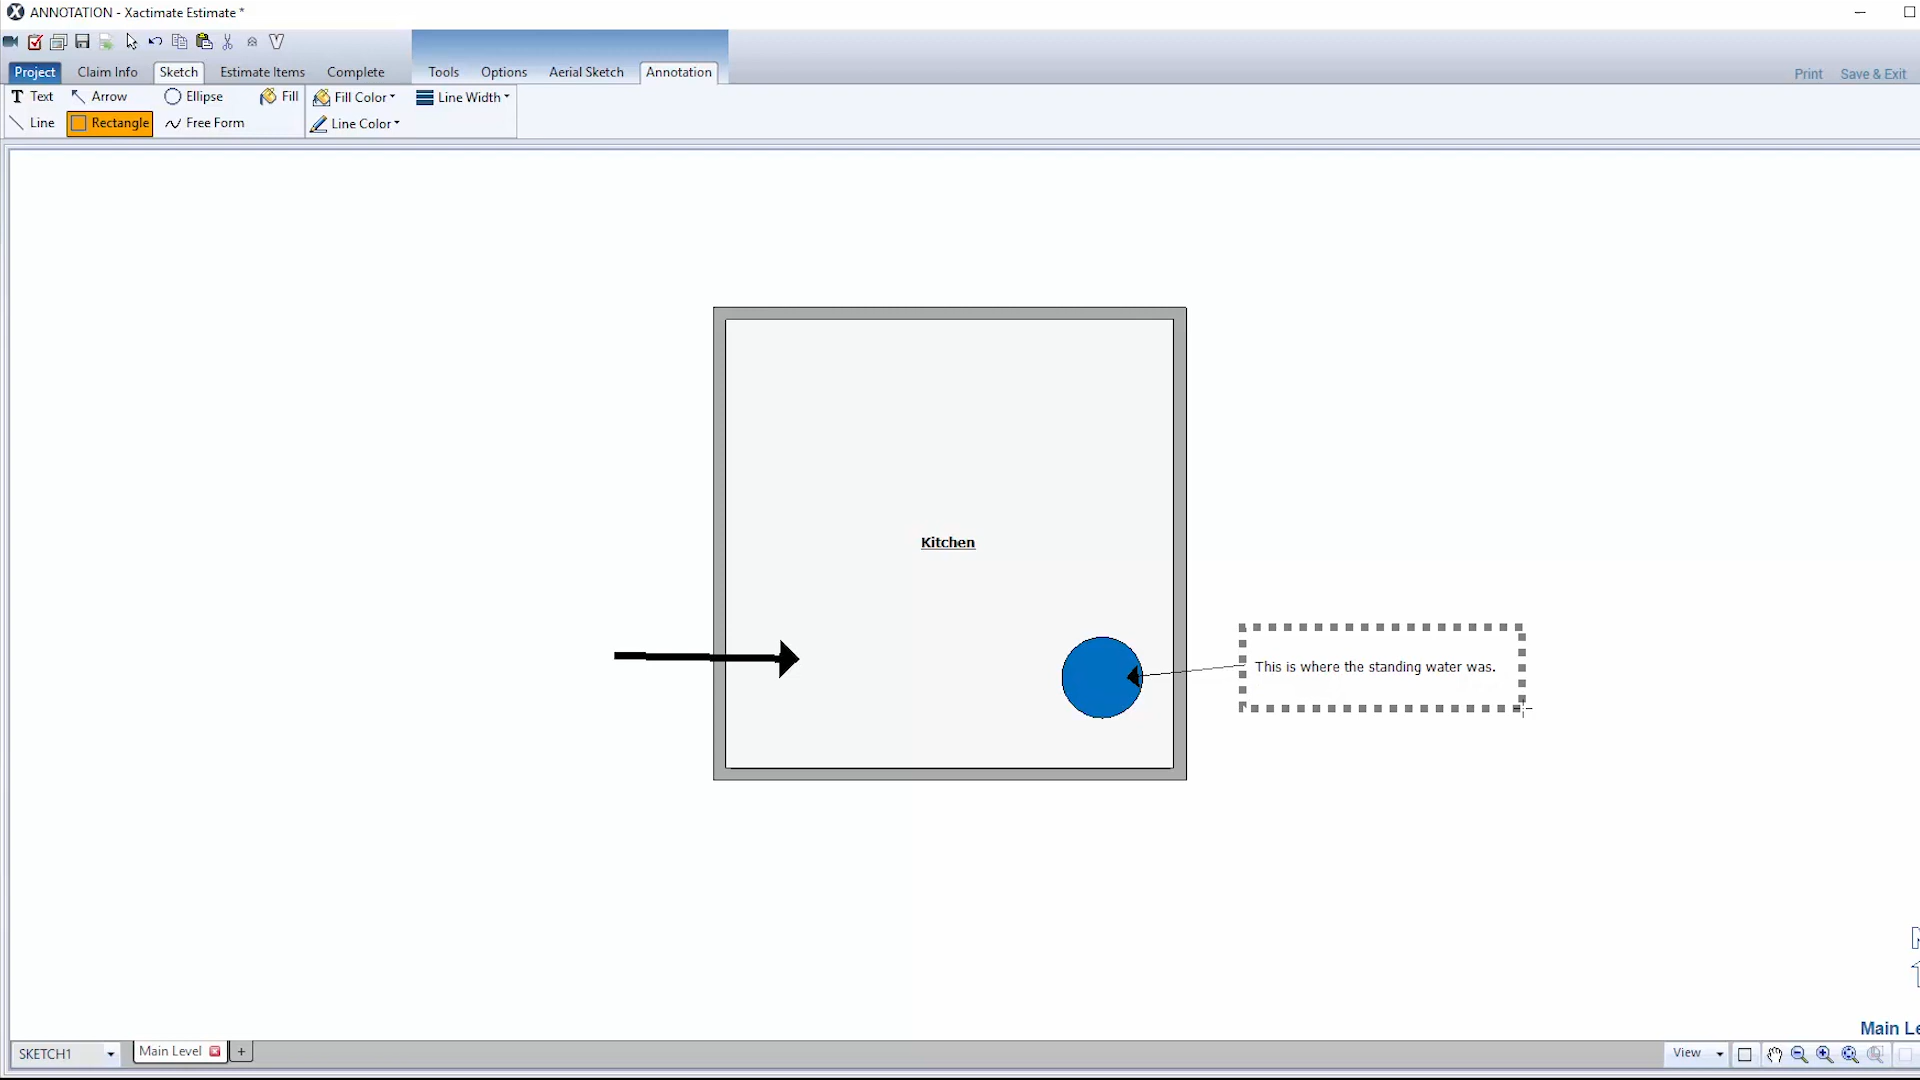 ANNOTATION - Xactimate Estimate *
Project Claim Info Sketch Estimate Items Complete Tools Options Aerial Sketch Annotation Print Save & Exit
Text Arrow Ellipse Fill Fill Color Line Width
Line Rectangle Free Form Line Color
Kitchen
This is where the standing water was.
Main
SKETCH1 Main Level + View